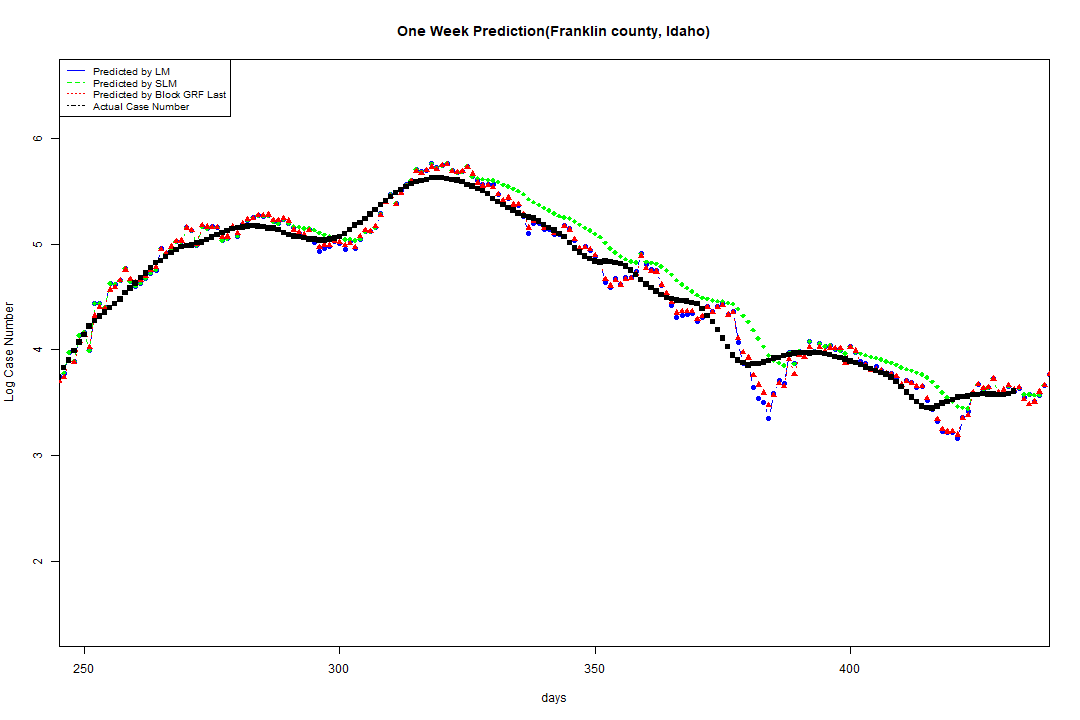 One Week Prediction(Franklin county, Idaho)
Predicted by LM
Predicted by SLM
Predicted by Block GRF Last
Actual Case Number
6
5
4
3
2
Log Case Number
250 300 350 400
days